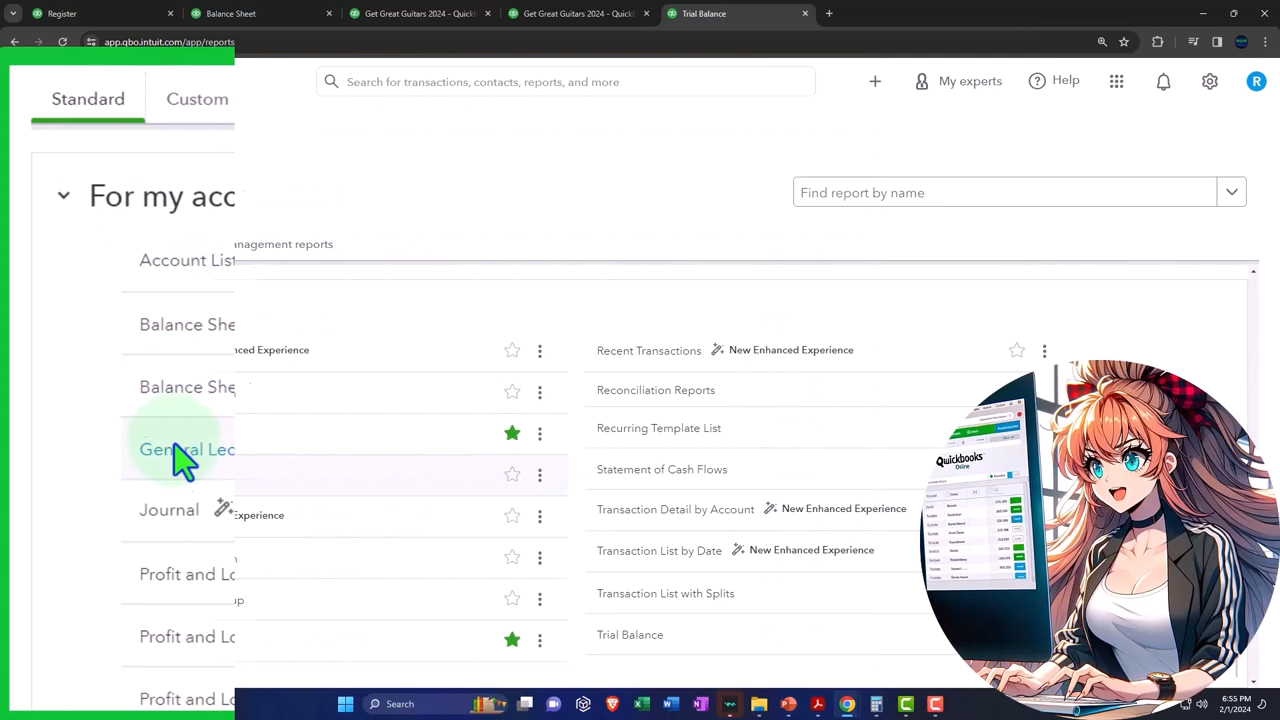 Register
Balance Sheet
Get Great Guitars 2024 – Quick
Get Great Guitars 2024 – Quick
Trial Balance
app.qbo.intuit.com/app/reports
Standard
Custom
Search for transactions, contacts, reports, and more
My experts
Help
R
For my acc
Find report by name
anagement reports
Account List
Balance She
Balance She
General Led
Journal
Profit and Lo
Profit and Lo
Profit and Lo
nced Experience
Experience
Recent Transactions New Enhanced Experience
Reconciliation Reports
Recurring Template List
Statement of Cash Flows
Transaction Detail by Account New Enhanced Experience
Transaction List by Date New Enhanced Experience
Transaction List with Splits
Trial Balance
Quickbooks
Online
Search
6:55 PM
2/1/2024